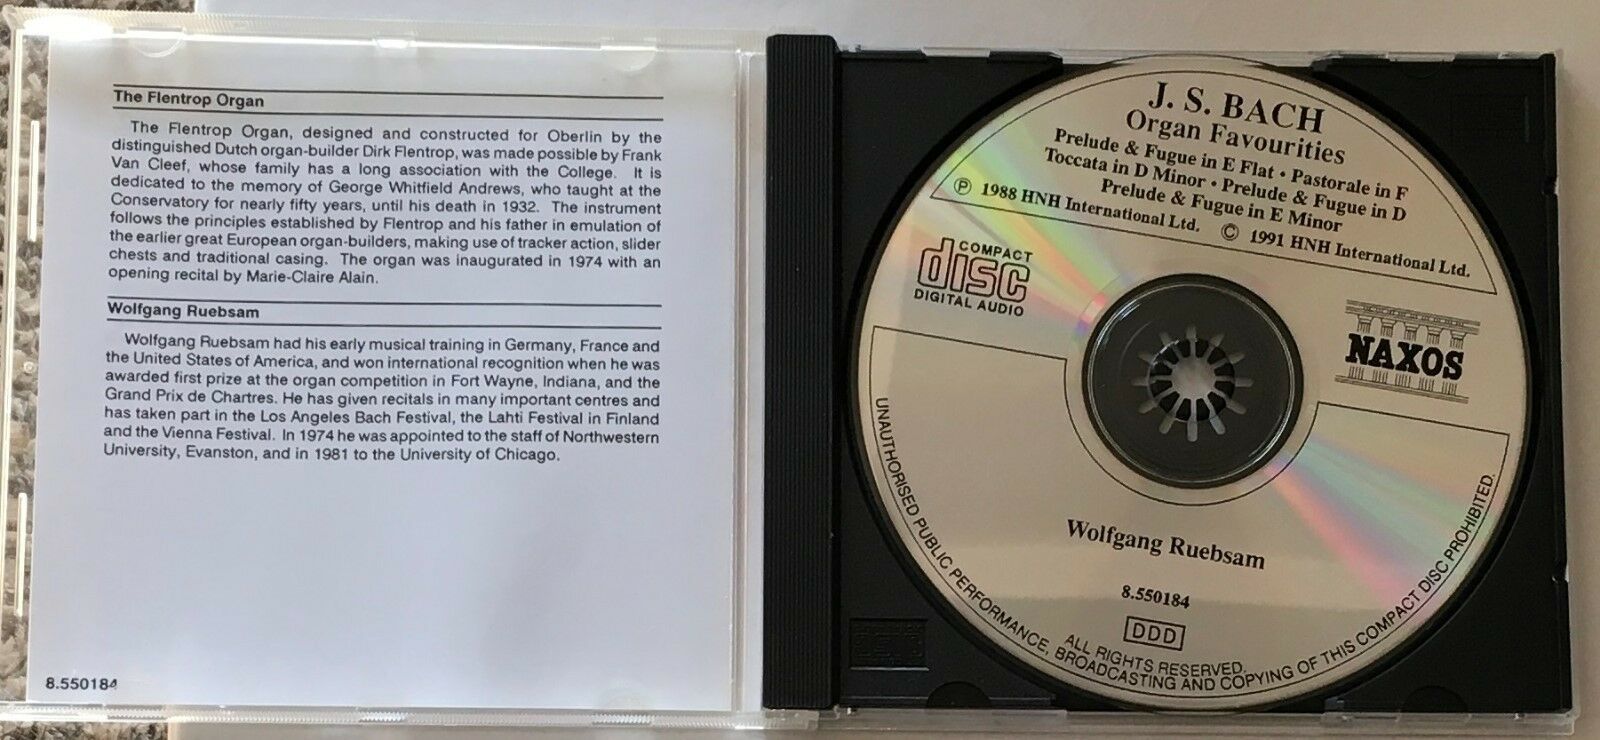 The Flentrop Organ
The Flentrop Organ, designed and constructed for Oberlin by the
distinguished Dutch organ-builder Dirk Flentrop, was made possible by Frank
Van Cleef, whose family has a long association with the College. It is
dedicated to the memory of George Whitfield Andrews, who taught at the
Conservatory for nearly fifty years, until his death in 1932. The instrument
follows the principles established by Flentrop and his father in emulation of
the earlier great European organ-builders, making use of tracker action, slider
chests and traditional casing. The organ was inaugurated in 1974 with an
opening recital by Marie-Claire Alain.
Wolfgang Ruebsam
Wolfgang Ruebsam had his early musical training in Germany, France and
the United States of America, and won international recognition when he was
awarded first prize at the organ competition in Fort Wayne, Indiana, and the
Grand Prix de Chartres. He has given recitals in many important centres and
has taken part in the Los Angeles Bach Festival, the Lahti Festival in Finland
and the Vienna Festival. In 1974 he was appointed to the staff of Northwestern
University, Evanston, and in 1981 to the University of Chicago.
8.550184
J. S. BACH
Organ Favourities
Prelude & Fugue in E Flat • Pastorale in F
Toccata in D Minor • Prelude & Fugue in D
Prelude & Fugue in E Minor
℗ 1988 HNH International Ltd. © 1991 HNH International Ltd.
COMPACT
disc
DIGITAL AUDIO
NAXOS
Wolfgang Ruebsam
8.550184
DDD
ALL RIGHTS RESERVED.
UNAUTHORISED PUBLIC PERFORMANCE, BROADCASTING AND COPYING OF THIS COMPACT DISC PROHIBITED.